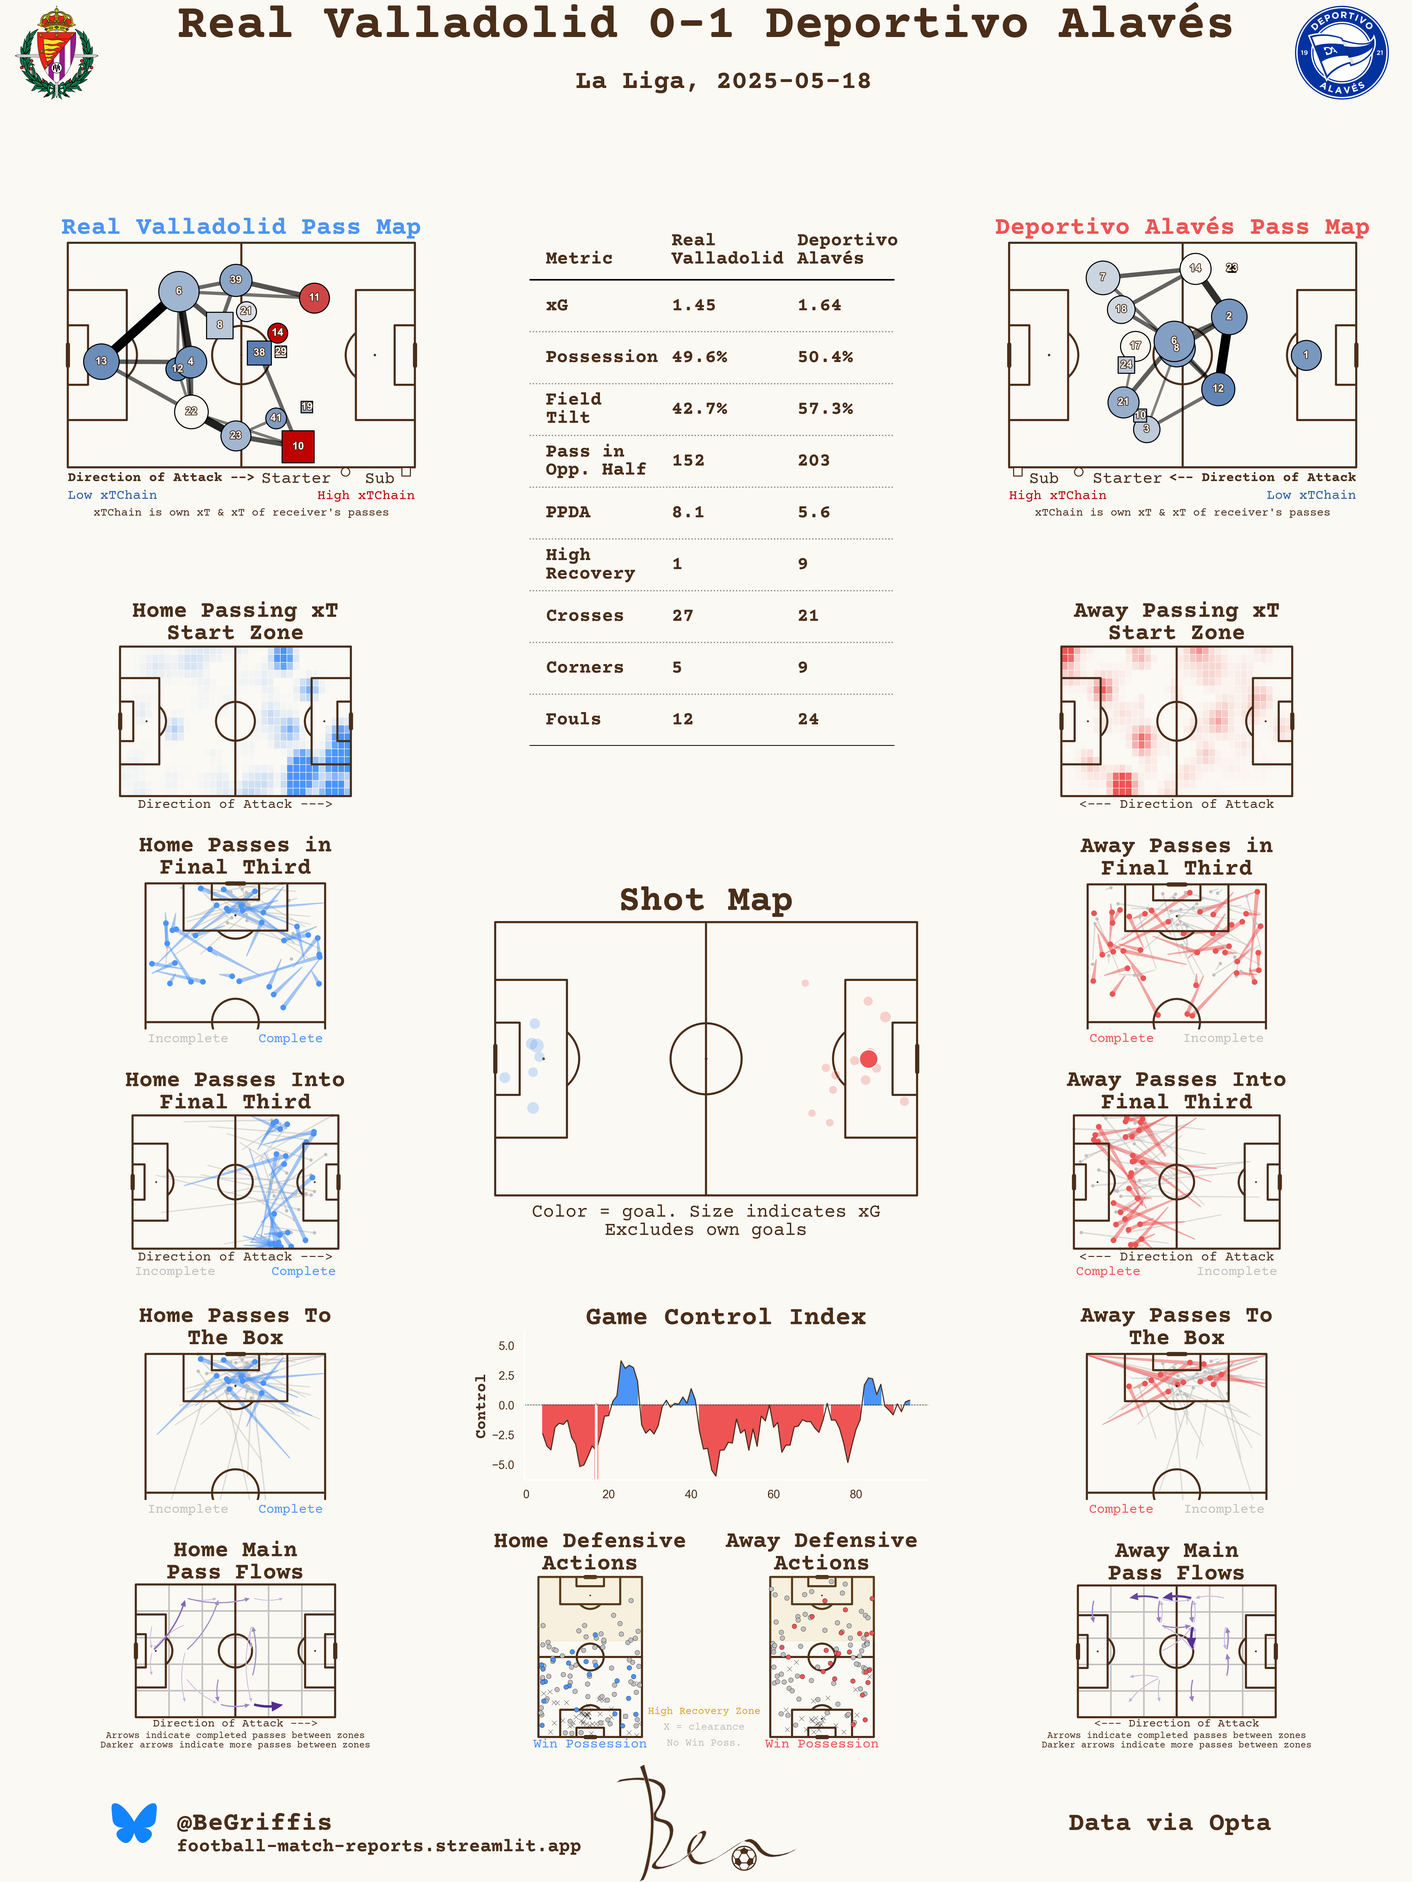 Real Valladolid 0-1 Deportivo Alavés
La Liga, 2025-05-18
DEPORTIVO
19 21
ALAVÉS
Real Valladolid Pass Map
6
39
11
8
21
14
38
29
13
12
4
22
19
41
23
10
Direction of Attack --> Starter Sub
Low xTChain High xTChain
xTChain is own xT & xT of receiver's passes
Metric Real Valladolid Deportivo Alavés
xG 1.45 1.64
Possession 49.6% 50.4%
Field Tilt 42.7% 57.3%
Pass in Opp. Half 152 203
PPDA 8.1 5.6
High Recovery 1 9
Crosses 27 21
Corners 5 9
Fouls 12 24
Deportivo Alavés Pass Map
7
14
23
18
2
6
8
17
24
1
12
21
10
3
Sub Starter <-- Direction of Attack
High xTChain Low xTChain
xTChain is own xT & xT of receiver's passes
Home Passing xT
Start Zone
Direction of Attack --->
Away Passing xT
Start Zone
<--- Direction of Attack
Home Passes in
Final Third
Incomplete Complete
Away Passes in
Final Third
Complete Incomplete
Shot Map
Color = goal. Size indicates xG
Excludes own goals
Home Passes Into
Final Third
Direction of Attack --->
Incomplete Complete
Away Passes Into
Final Third
<--- Direction of Attack
Complete Incomplete
Home Passes To
The Box
Incomplete Complete
Game Control Index
Control
5.0
2.5
0.0
−2.5
−5.0
0 20 40 60 80
Away Passes To
The Box
Complete Incomplete
Home Main
Pass Flows
Direction of Attack --->
Arrows indicate completed passes between zones
Darker arrows indicate more passes between zones
Home Defensive
Actions
Win Possession
High Recovery Zone
X = clearance
No Win Poss.
Away Defensive
Actions
Win Possession
Away Main
Pass Flows
<--- Direction of Attack
Arrows indicate completed passes between zones
Darker arrows indicate more passes between zones
@BeGriffis
football-match-reports.streamlit.app
Ben
Data via Opta